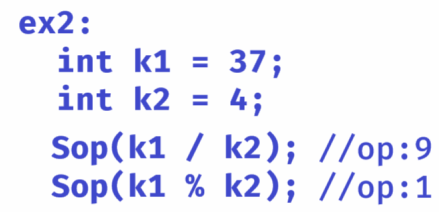 ex2:
int k1 = 37;
int k2 = 4;
Sop(k1 / k2); //op:9
Sop(k1 % k2); //op:1